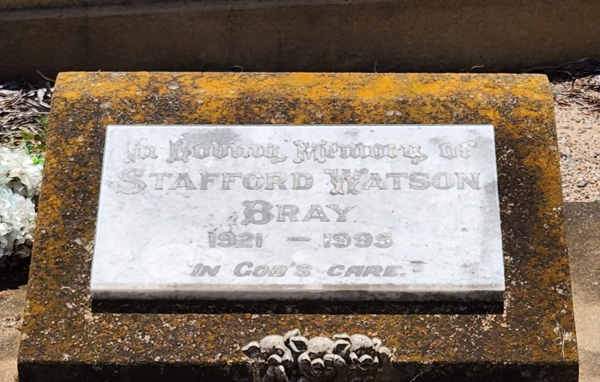 In Loving Memory of
STAFFORD WATSON
BRAY
1921 – 1995
IN GOD'S CARE.